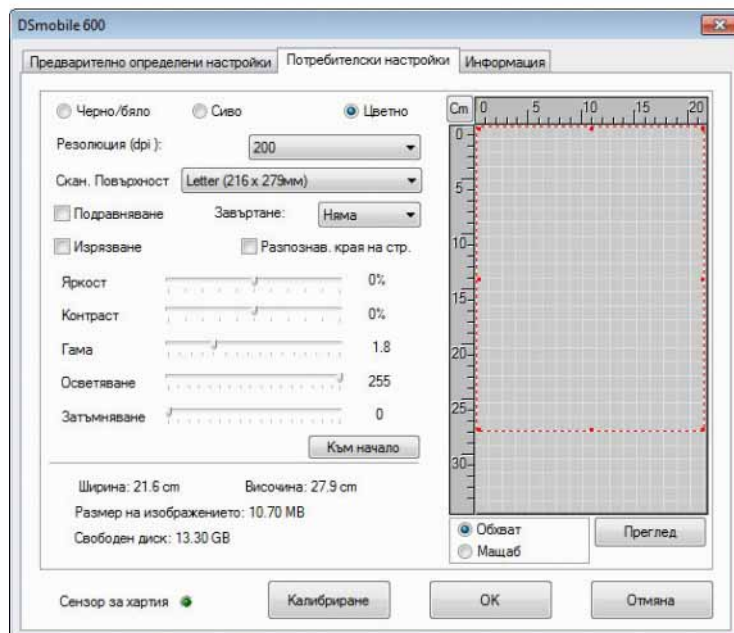 DSmobile 600
Предварително определени настройки Потребителски настройки Информация
Черно/бяло Сиво Цветно
Резолюция (dpi ): 200
Скан. Повърхност Letter (216 x 279мм)
Подравняване Завъртане: Няма
Изрязване Разпознав. края на стр.
Яркост 0%
Контраст 0%
Гама 1.8
Осветяване 255
Затъмняване 0
Към начало
Ширина: 21.6 cm Височина: 27.9 cm
Размер на изображението: 10.70 MB
Свободен диск: 13.30 GB
Cm 0 5 10 15 20
0
5
10
15
20
25
30
Обхват
Мащаб
Преглед
Сензор за хартия Калибриране OK Отмяна